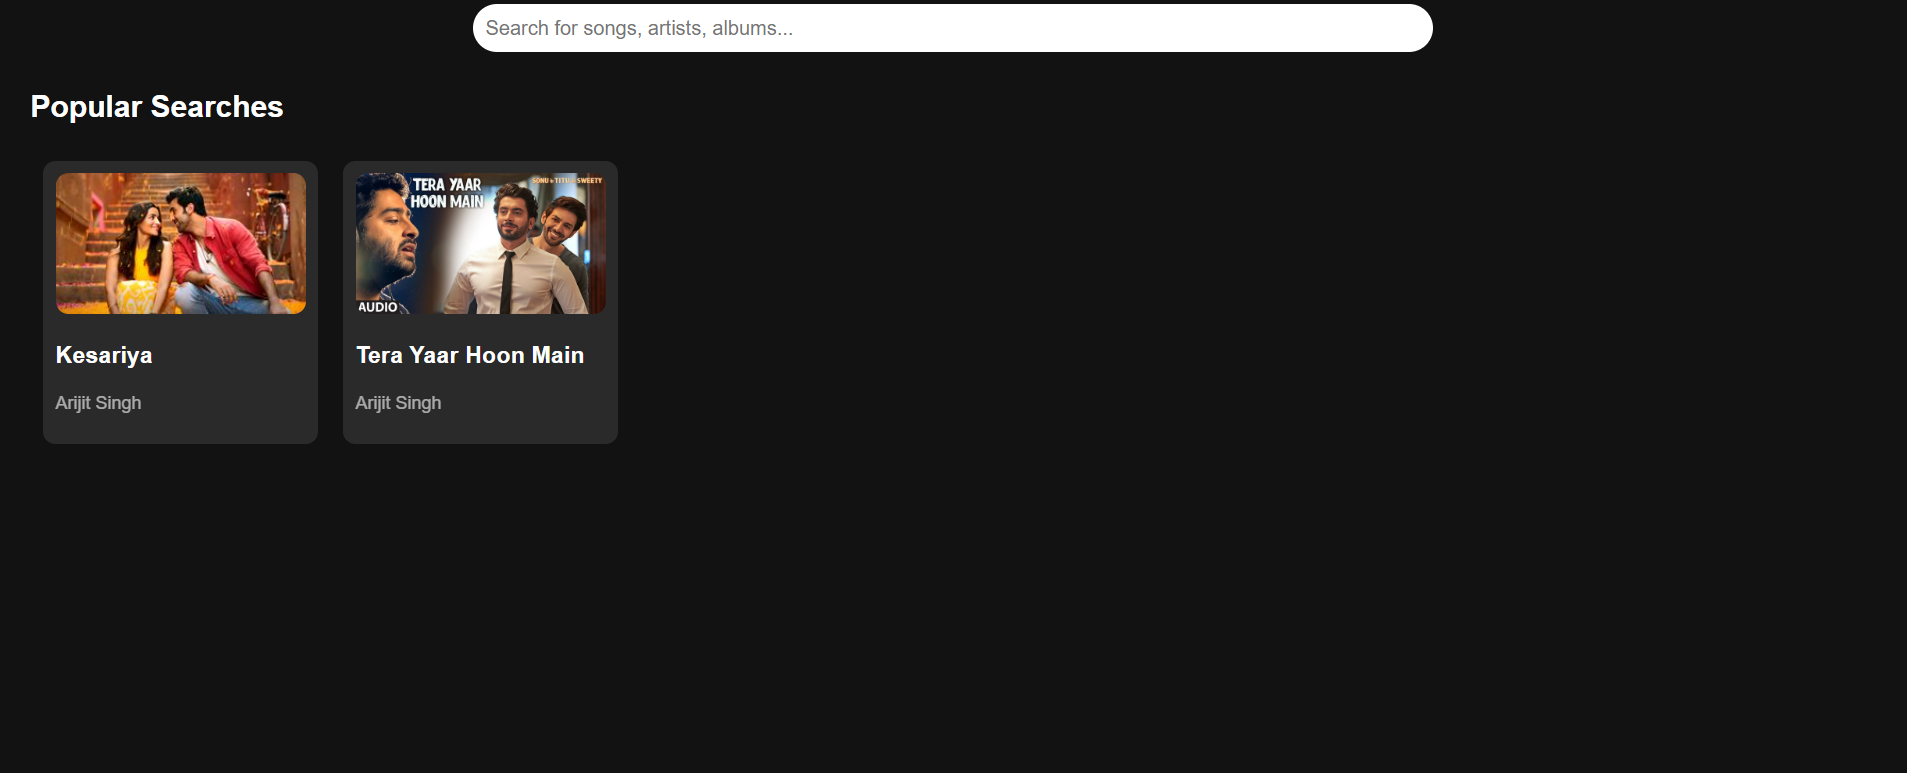 Search for songs, artists, albums...
Popular Searches
TERA YAAR
HOON MAIN
SONU K TITU KI SWEETY
AUDIO
Kesariya
Tera Yaar Hoon Main
Arijit Singh
Arijit Singh